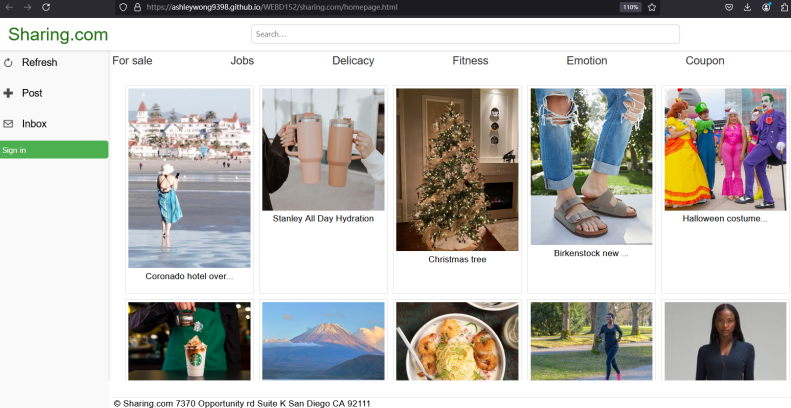 https://ashleywong9398.github.io/WEBD152/sharing.com/homepage.html
110%
Sharing.com
Search...
Refresh
Post
Inbox
Sign in
For sale Jobs Delicacy Fitness Emotion Coupon
Coronado hotel over...
Stanley All Day Hydration
Christmas tree
Birkenstock new ...
Halloween costume...
© Sharing.com 7370 Opportunity rd Suite K San Diego CA 92111